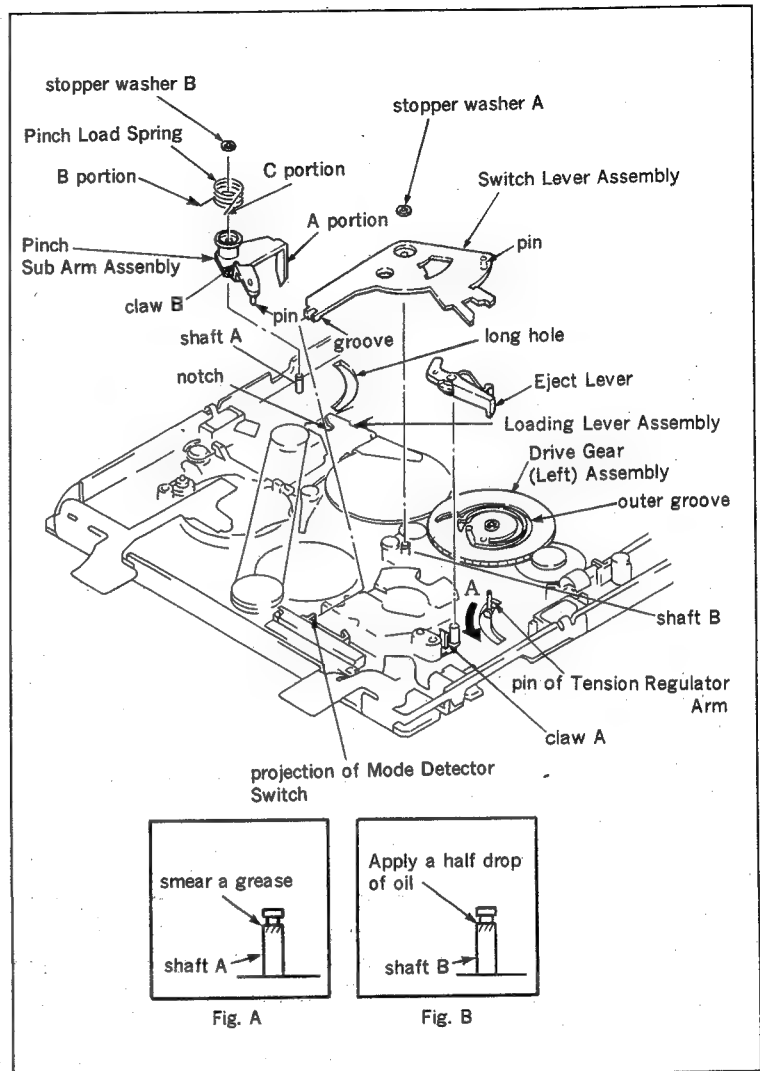 stopper washer B
stopper washer A
Pinch Load Spring
C portion
B portion
Switch Lever Assembly
A portion
pin
Pinch
Sub Arm Assembly
claw B
pin
shaft A
groove
long hole
notch
Eject Lever
Loading Lever Assembly
Drive Gear
(Left) Assembly
outer groove
A
shaft B
pin of Tension Regulator
Arm
claw A
projection of Mode Detector
Switch
smear a grease
shaft A
Fig. A
Apply a half drop
of oil
shaft B
Fig. B